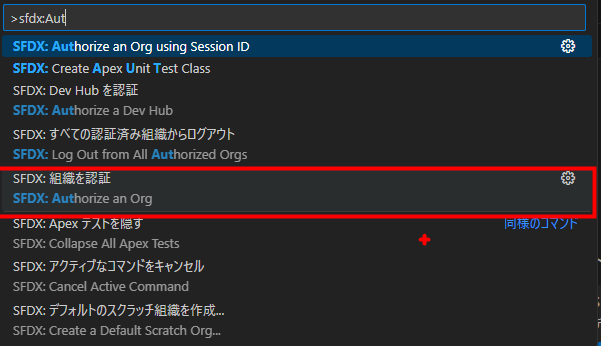 >sfdx:Aut
SFDX: Authorize an Org using Session ID
SFDX: Create Apex Unit Test Class
SFDX: Dev Hub を認証
SFDX: Authorize a Dev Hub
SFDX: すべての認証済み組織からログアウト
SFDX: Log Out from All Authorized Orgs
SFDX: 組織を認証
SFDX: Authorize an Org
SFDX: Apex テストを隠す 同様のコマンド
SFDX: Collapse All Apex Tests
SFDX: アクティブなコマンドをキャンセル
SFDX: Cancel Active Command
SFDX: デフォルトのスクラッチ組織を作成...
SFDX: Create a Default Scratch Org...